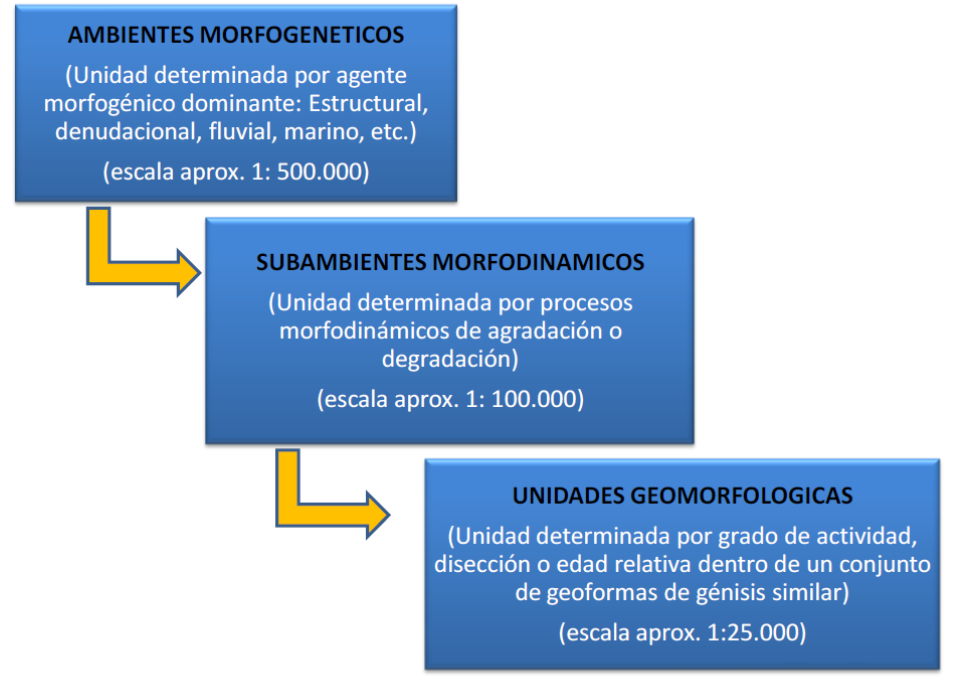 AMBIENTES MORFOGENETICOS
(Unidad determinada por agente
morfogénico dominante: Estructural,
denudacional, fluvial, marino, etc.)
(escala aprox. 1: 500.000)
SUBAMBIENTES MORFODINAMICOS
(Unidad determinada por procesos
morfodinámicos de agradación o
degradación)
(escala aprox. 1: 100.000)
UNIDADES GEOMORFOLOGICAS
(Unidad determinada por grado de actividad,
disección o edad relativa dentro de un conjunto
de geoformas de génisis similar)
(escala aprox. 1:25.000)